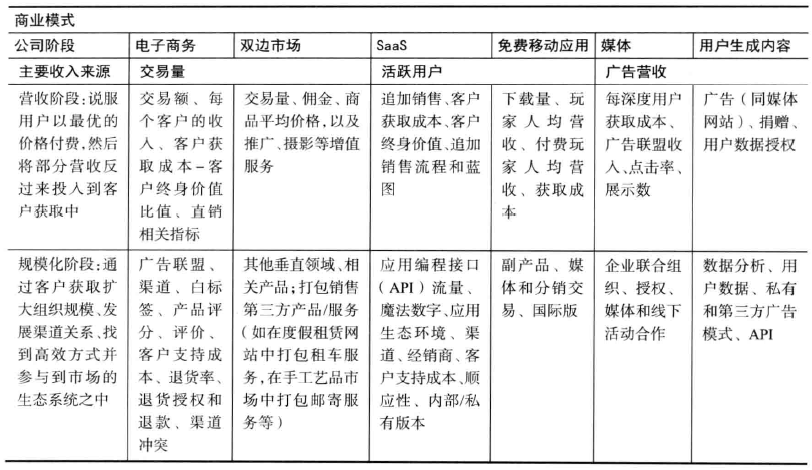 商业模式
公司阶段 电子商务 双边市场 SaaS 免费移动应用 媒体 用户生成内容
主要收入来源 交易量 活跃用户 广告营收
营收阶段:说服
用户以最优的
价格付费,然后
将部分营收反
过来投入到客
户获取中
交易额、每
个客户的收
入、客户获
取成本-客
户终身价值
比值、直销
相关指标
交易量、佣金、商
品平均价格,以及
推广、摄影等增值
服务
追加销售、客户
获取成本、客户
终身价值、追加
销售流程和蓝
图
下载量、玩
家人均营
收、付费玩
家人均营
收、获取成
本
每深度用户
获取成本、
广告联盟收
入、点击率、
展示数
广告(同媒体
网站)、捐赠、
用户数据授权
规模化阶段:通
过客户获取扩
大组织规模、发
展渠道关系、找
到高效方式并
参与到市场的
生态系统之中
广告联盟、
渠道、白标
签、产品评
分、评价、
客户支持成
本、退货率、
退货授权和
退款、渠道
冲突
其他垂直领域、相
关产品;打包销售
第三方产品/服务
(如在度假租赁网
站中打包租车服
务,在手工艺品市
场中打包邮寄服
务等)
应用编程接口
(API)流量、
魔法数字、应用
生态环境、渠
道、经销商、客
户支持成本、顺
应性、内部/私
有版本
副产品、媒
体和分销交
易、国际版
企业联合组
织、授权、
媒体和线下
活动合作
数据分析、用
户数据、私有
和第三方广告
模式、API